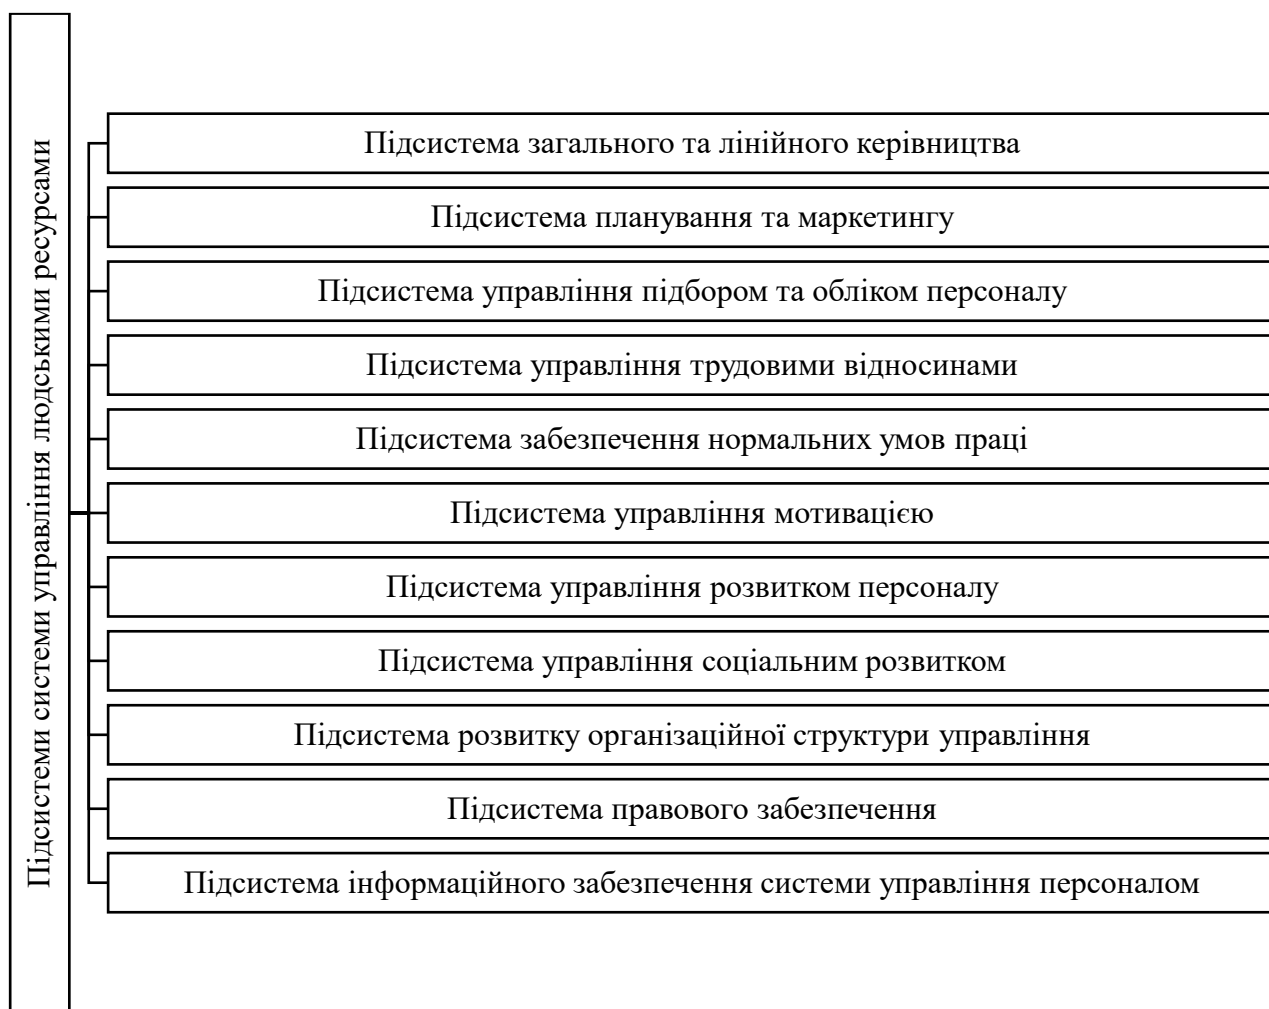 Підсистеми системи управління людськими ресурсами
Підсистема загального та лінійного керівництва
Підсистема планування та маркетингу
Підсистема управління підбором та обліком персоналу
Підсистема управління трудовими відносинами
Підсистема забезпечення нормальних умов праці
Підсистема управління мотивацією
Підсистема управління розвитком персоналу
Підсистема управління соціальним розвитком
Підсистема розвитку організаційної структури управління
Підсистема правового забезпечення
Підсистема інформаційного забезпечення системи управління персоналом